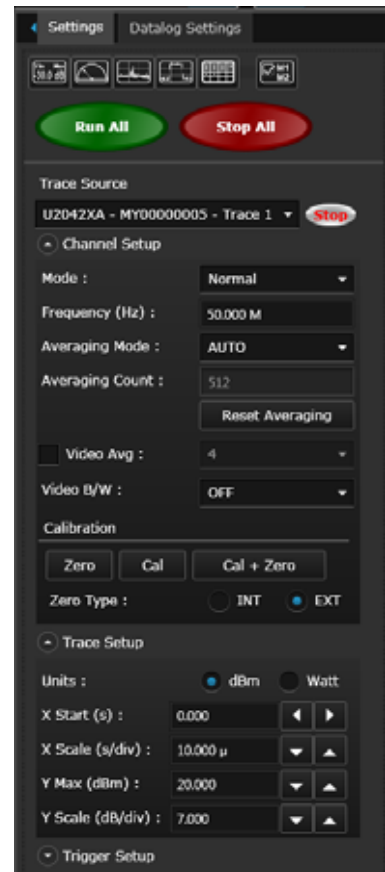 Settings Datalog Settings
Run All Stop All
Trace Source
U2042XA - MY00000005 - Trace 1 Stop
Channel Setup
Mode : Normal
Frequency (Hz) : 50.000 M
Averaging Mode : AUTO
Averaging Count : 512
Reset Averaging
Video Avg : 4
Video B/W : OFF
Calibration
Zero Cal Cal + Zero
Zero Type : INT EXT
Trace Setup
Units : dBm Watt
X Start (s) : 0.000
X Scale (s/div) : 10.000 µ
Y Max (dBm) : 20.000
Y Scale (dB/div) : 7.000
Trigger Setup